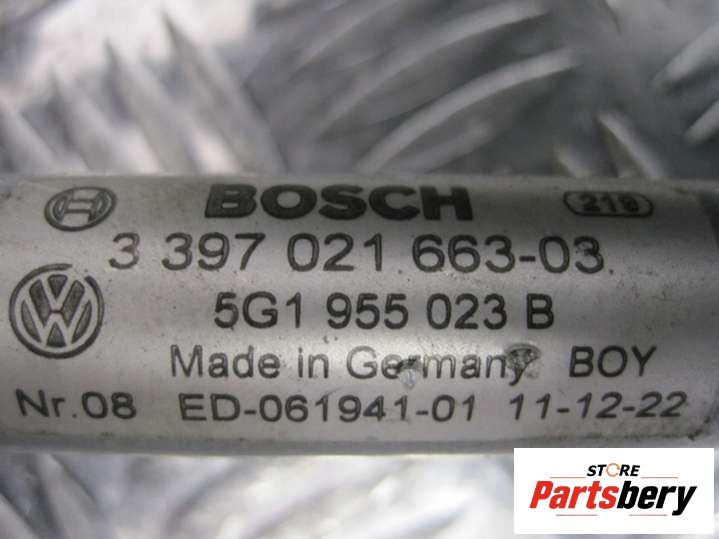 BOSCH 219
3 397 021 663-03
5G1 955 023 B
Made in Germany BOY
Nr.08 ED-061941-01 11-12-22
STORE
Partsbery